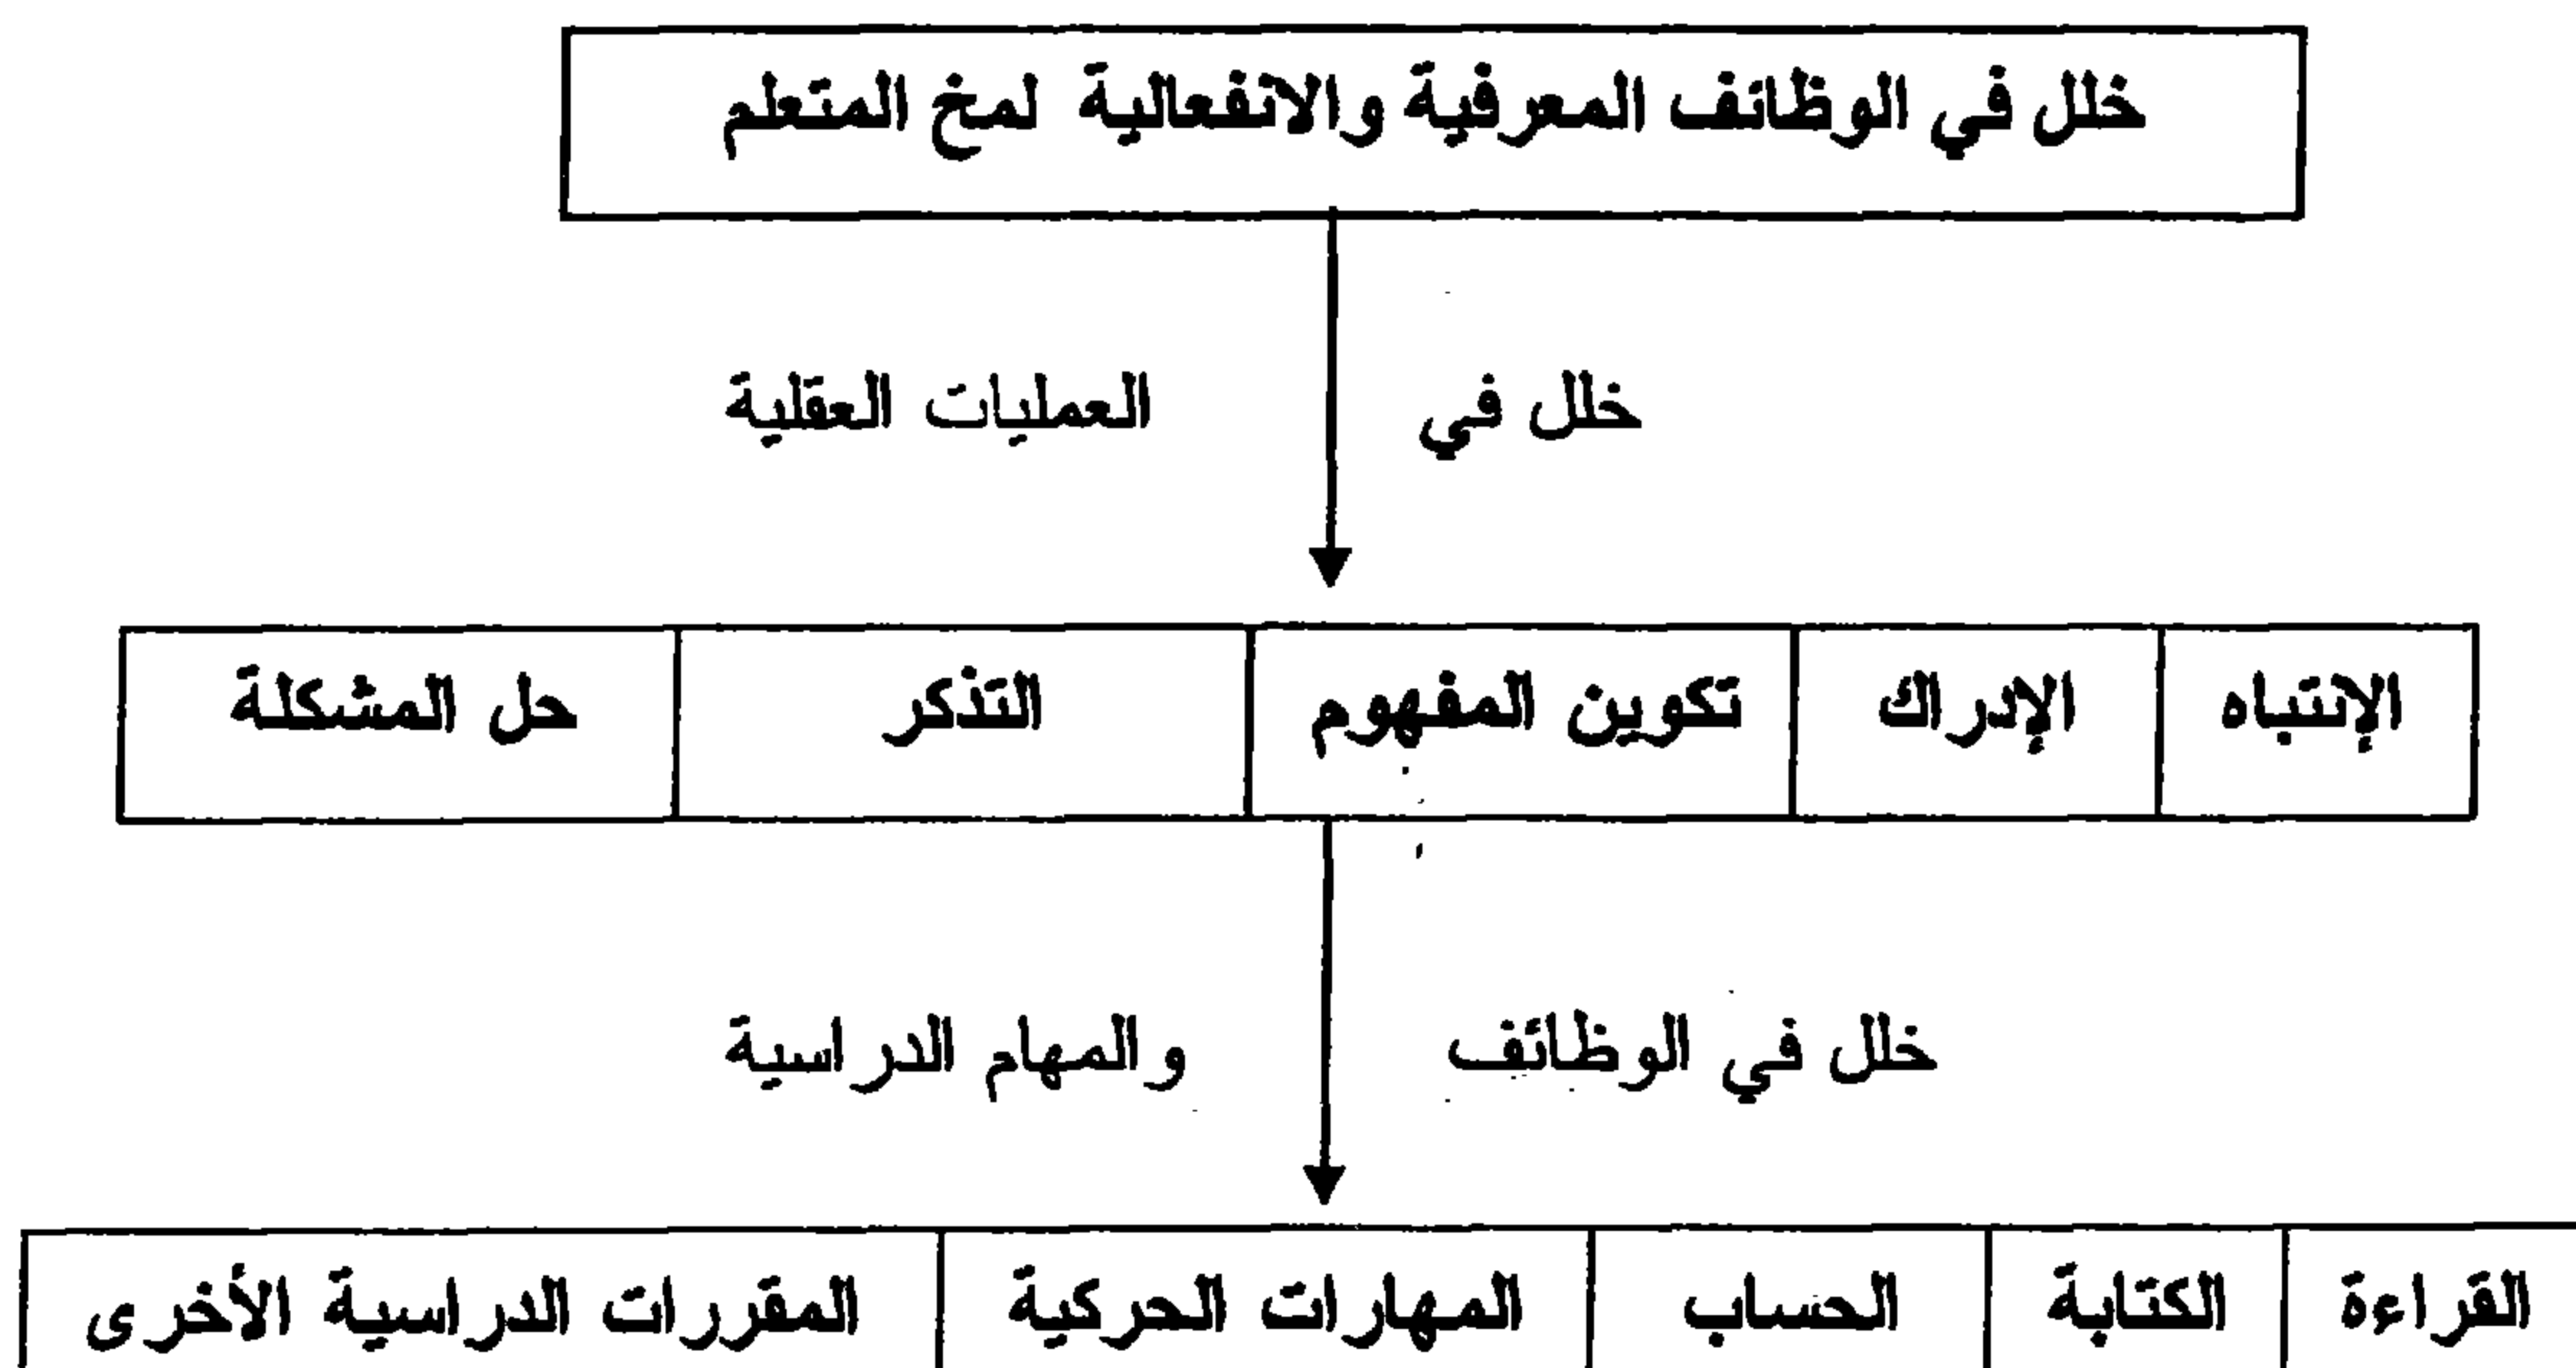 خلل في الوظائف المعرفية والانفعالية لمخ المتعلم
خلل في العمليات العقلية
الإنتباه الإدراك تكوين المفهوم التذكر حل المشكلة
خلل في الوظائف والمهام الدراسية
القراءة الكتابة الحساب المهارات الحركية المقررات الدراسية الأخرى